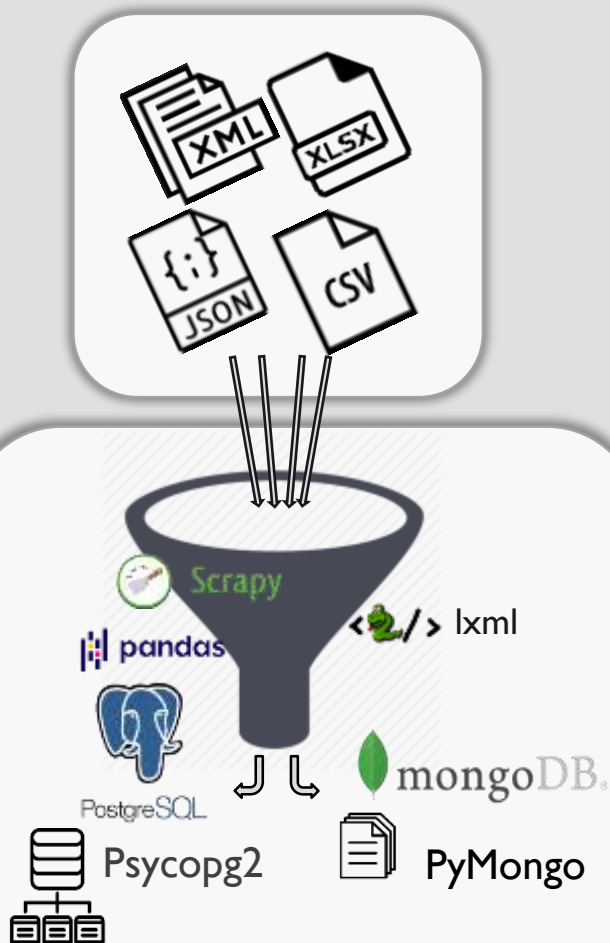 XML
XLSX
{;}
JSON
CSV
Scrapy
< /> lxml
pandas
PostgreSQL
mongoDB®
Psycopg2
PyMongo